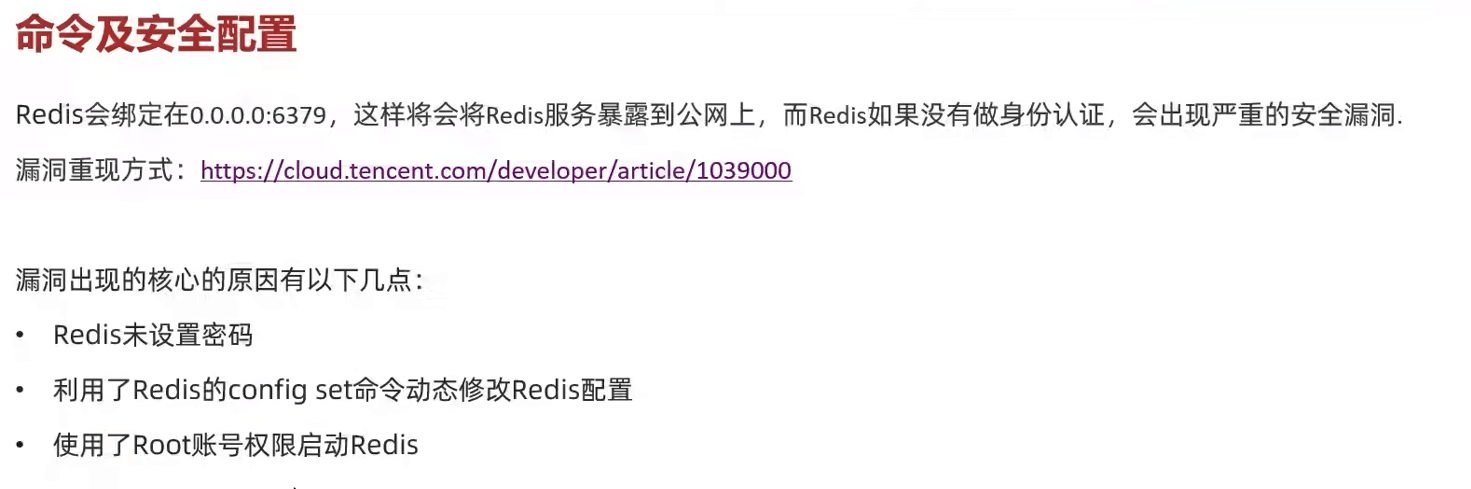 命令及安全配置
Redis会绑定在0.0.0.0:6379，这样将会将Redis服务暴露到公网上，而Redis如果没有做身份认证，会出现严重的安全漏洞.
漏洞重现方式：https://cloud.tencent.com/developer/article/1039000
漏洞出现的核心的原因有以下几点：
• Redis未设置密码
• 利用了Redis的config set命令动态修改Redis配置
• 使用了Root账号权限启动Redis